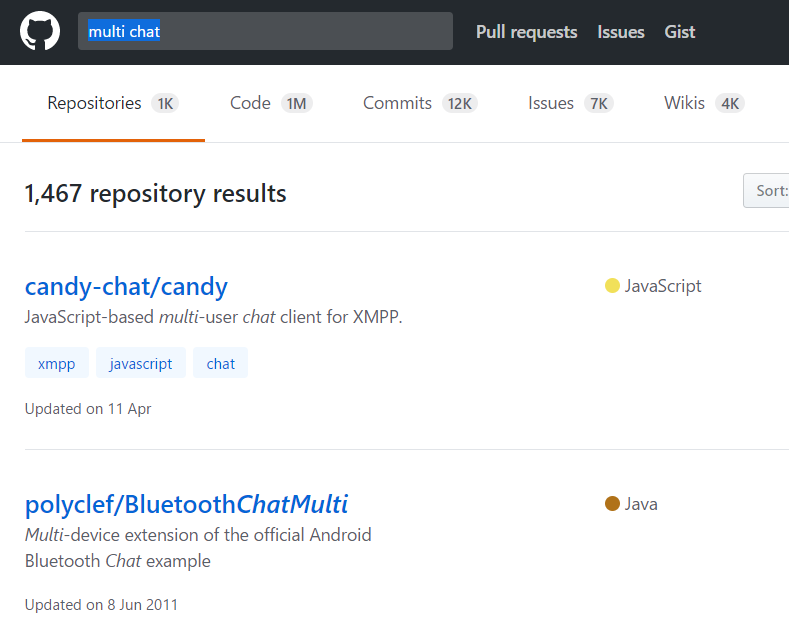 multi chat Pull requests Issues Gist
Repositories 1K Code 1M Commits 12K Issues 7K Wikis 4K
1,467 repository results Sort:
candy-chat/candy JavaScript
JavaScript-based multi-user chat client for XMPP.
xmpp javascript chat
Updated on 11 Apr
polyclef/BluetoothChatMulti Java
Multi-device extension of the official Android
Bluetooth Chat example
Updated on 8 Jun 2011